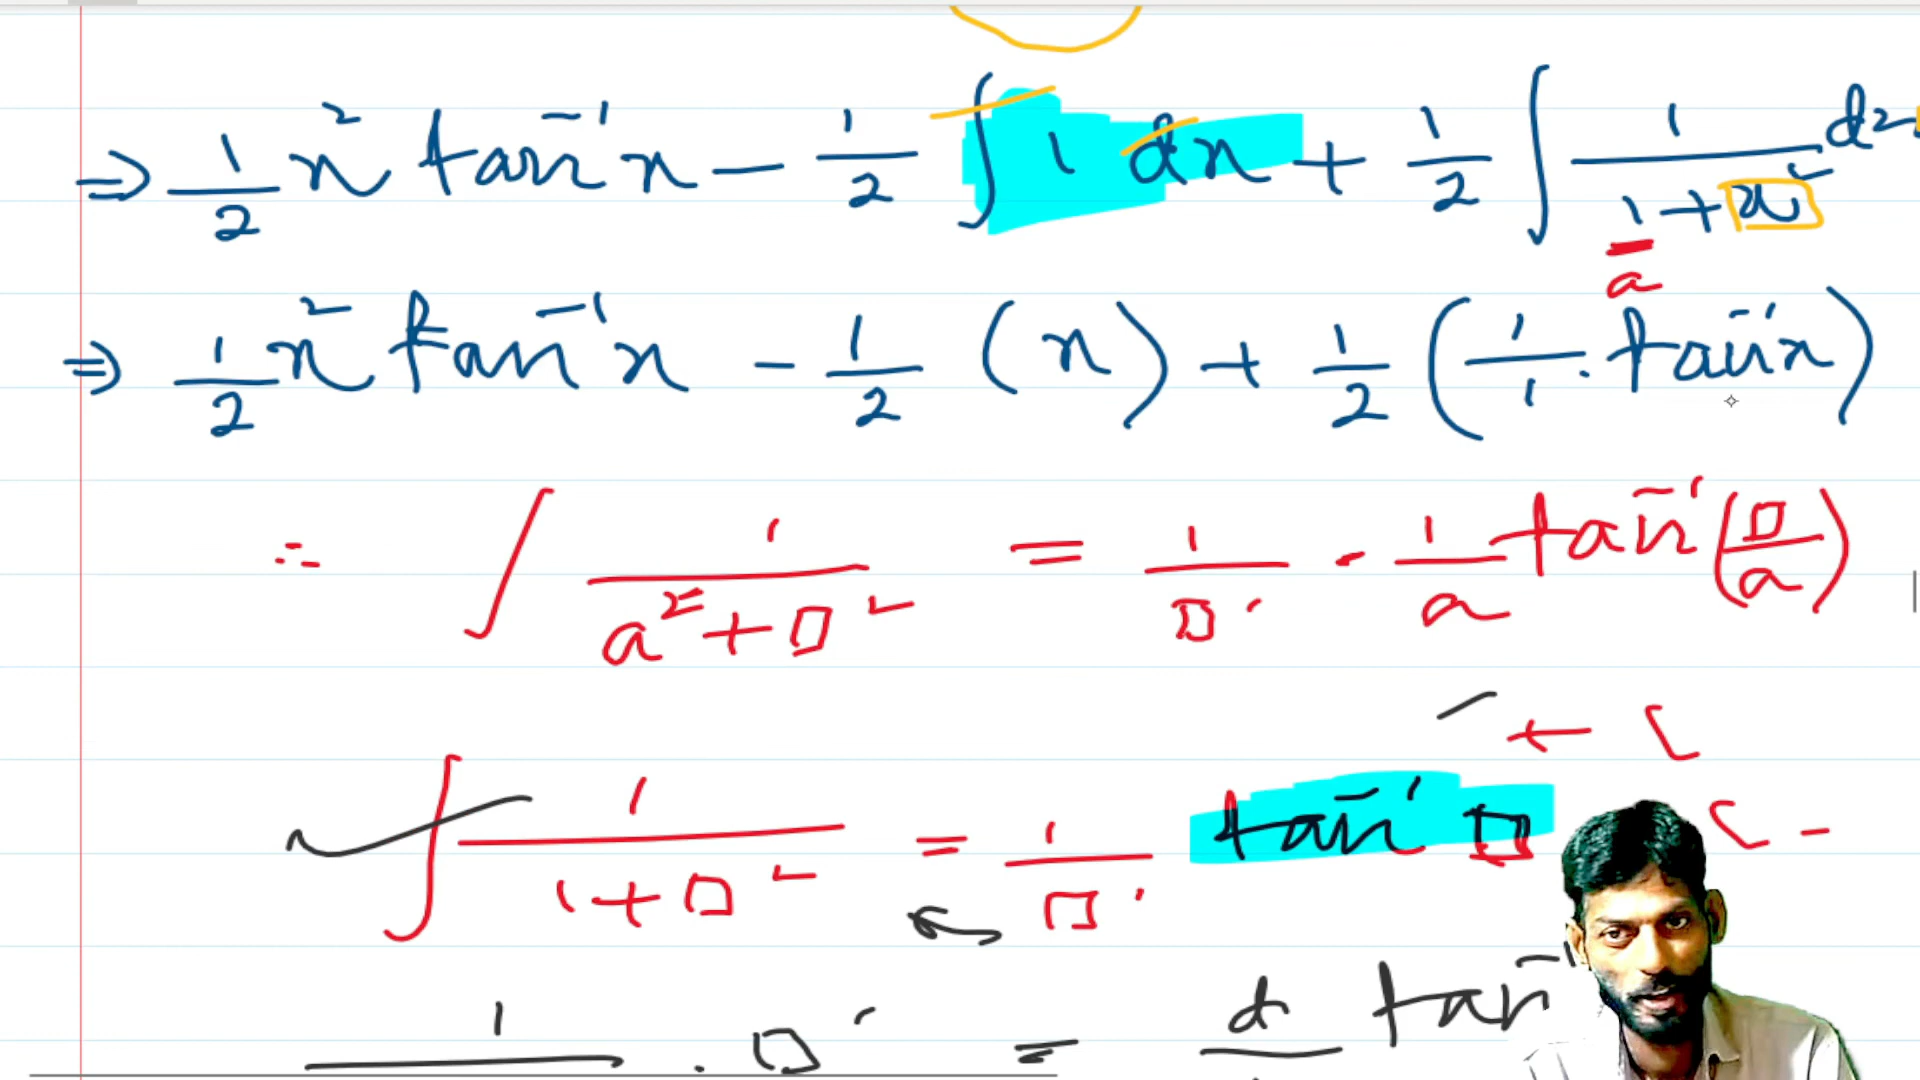 ⇒ 1/2 x² tan⁻¹x − 1/2 ∫ 1 dx + 1/2 ∫ 1/(1+x²) dx
a
⇒ 1/2 x² tan⁻¹x − 1/2 (x) + 1/2 (1/1 · tan⁻¹x)
∴ ∫ 1/(a²+□²) = 1/□' · 1/a tan⁻¹(□/a)
← [
∫ 1/(1+□²) = 1/□' tan⁻¹ □
1 . □' = d tan⁻¹